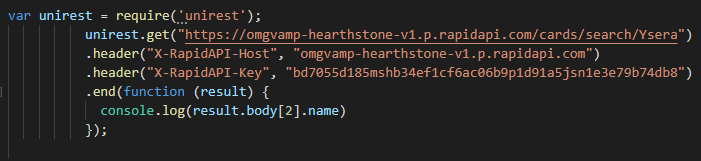 var unirest = require('unirest');
unirest.get("https://omgvamp-hearthstone-v1.p.rapidapi.com/cards/search/Ysera")
.header("X-RapidAPI-Host", "omgvamp-hearthstone-v1.p.rapidapi.com")
.header("X-RapidAPI-Key", "bd7055d185mshb34ef1cf6ac06b9p1d91a5jsn1e3e79b74db8")
.end(function (result) {
console.log(result.body[2].name)
});